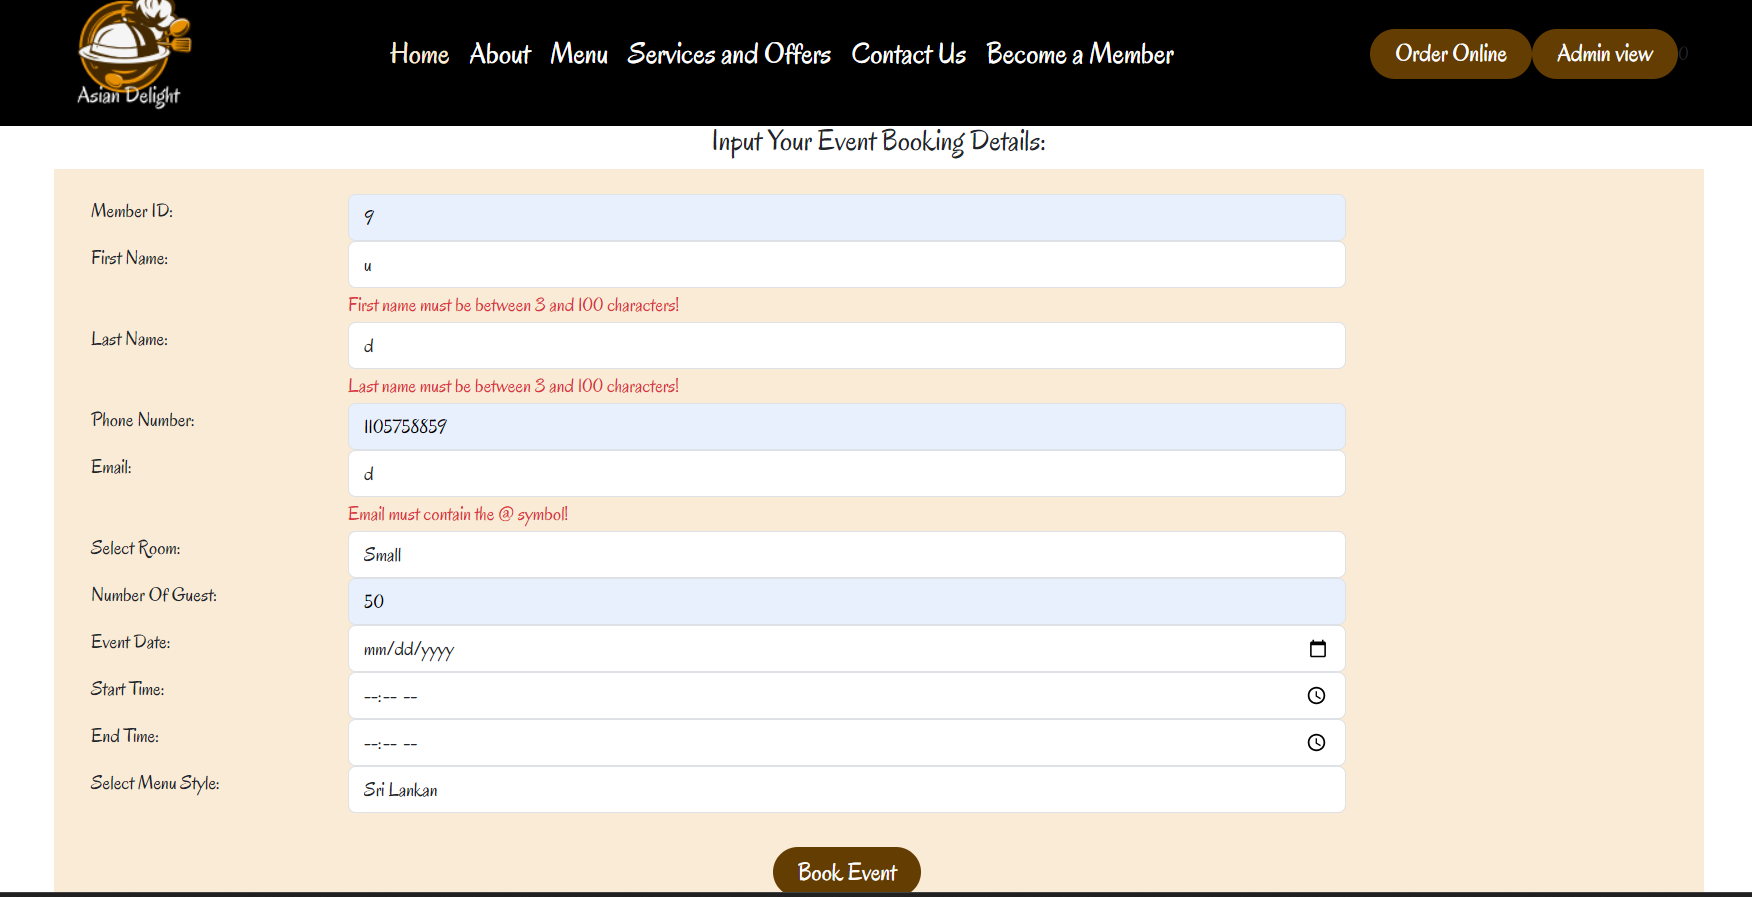 Asian Delight
Home About Menu Services and Offers Contact Us Become a Member
Order Online Admin view 0
Input Your Event Booking Details:
Member ID: 9
First Name: u
First name must be between 3 and 100 characters!
Last Name: d
Last name must be between 3 and 100 characters!
Phone Number: 1105758859
Email: d
Email must contain the @ symbol!
Select Room: Small
Number Of Guest: 50
Event Date: mm/dd/yyyy
Start Time: --:-- --
End Time: --:-- --
Select Menu Style: Sri Lankan
Book Event